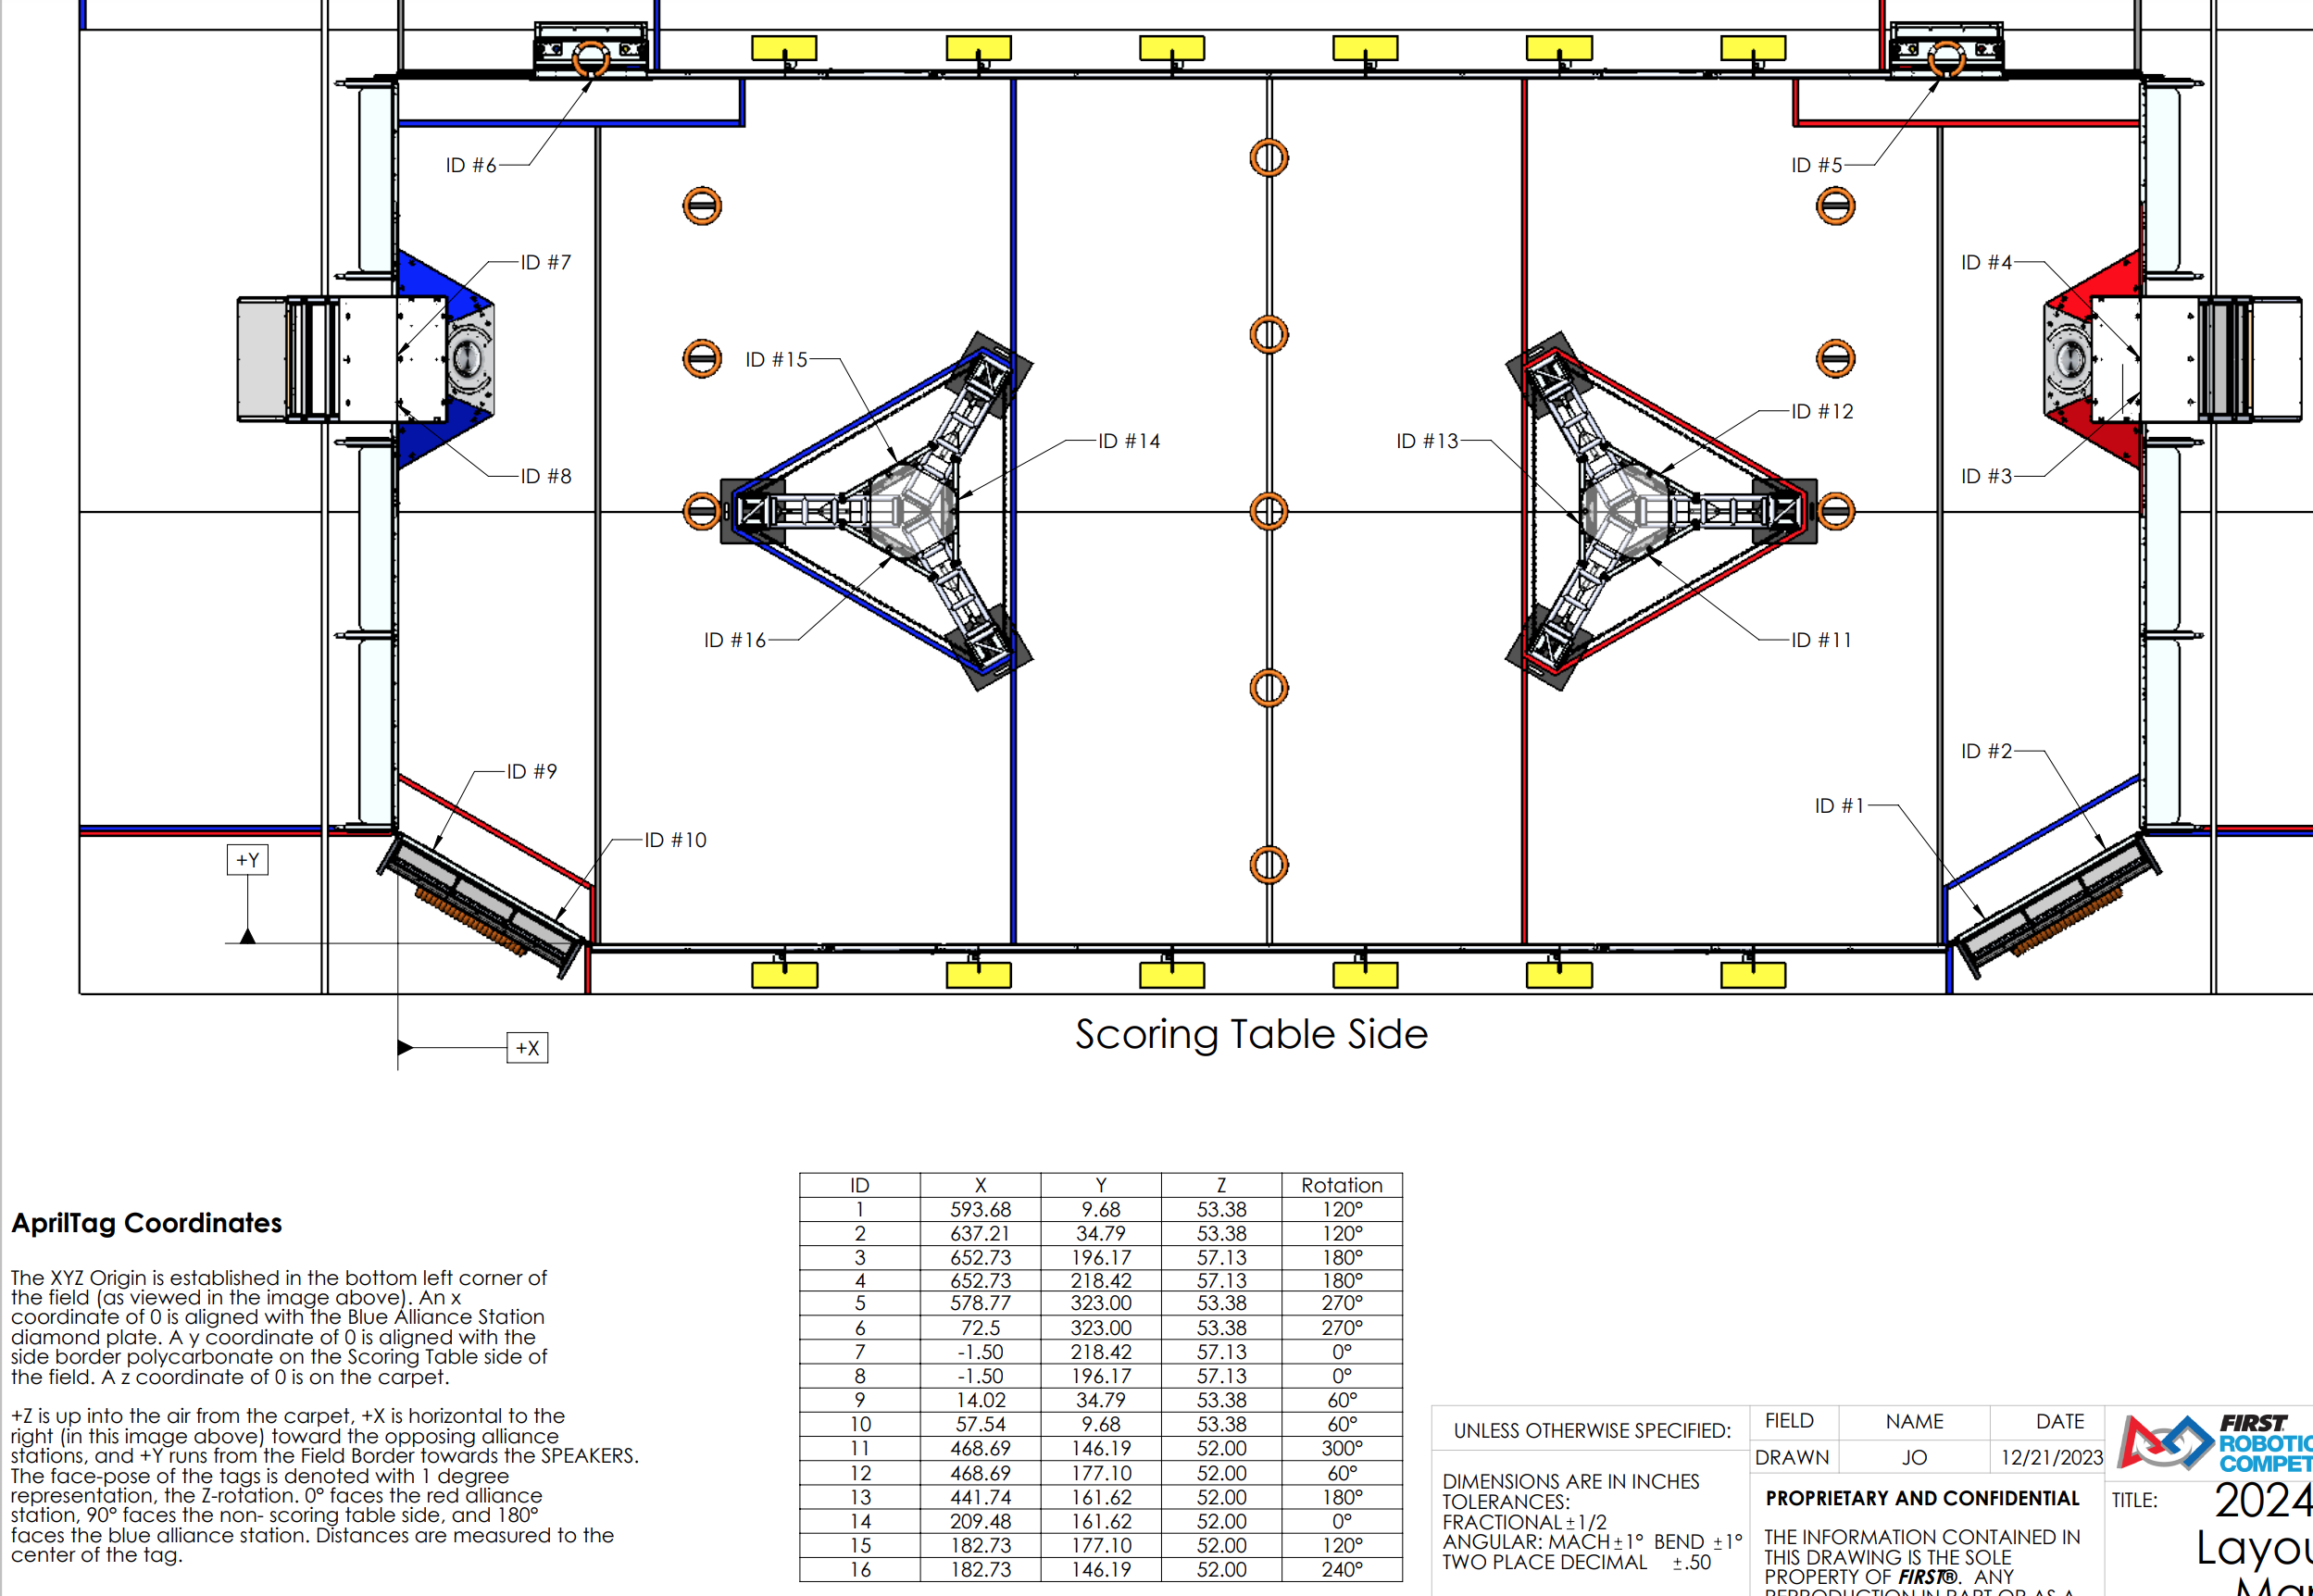 ID #6
ID #5
ID #7
ID #4
ID #15
ID #12
ID #14
ID #13
ID #8
ID #3
ID #16
ID #11
ID #2
ID #9
ID #1
ID #10
+Y
+X
Scoring Table Side
AprilTag Coordinates
The XYZ Origin is established in the bottom left corner of
the field (as viewed in the image above). An x
coordinate of 0 is aligned with the Blue Alliance Station
diamond plate. A y coordinate of 0 is aligned with the
side border polycarbonate on the Scoring Table side of
the field. A z coordinate of 0 is on the carpet.
+Z is up into the air from the carpet, +X is horizontal to the
right (in this image above) toward the opposing alliance
stations, and +Y runs from the Field Border towards the SPEAKERS.
The face-pose of the tags is denoted with 1 degree
representation, the Z-rotation. 0° faces the red alliance
station, 90° faces the non- scoring table side, and 180°
faces the blue alliance station. Distances are measured to the
center of the tag.
ID X Y Z Rotation
1 593.68 9.68 53.38 120°
2 637.21 34.79 53.38 120°
3 652.73 196.17 57.13 180°
4 652.73 218.42 57.13 180°
5 578.77 323.00 53.38 270°
6 72.5 323.00 53.38 270°
7 -1.50 218.42 57.13 0°
8 -1.50 196.17 57.13 0°
9 14.02 34.79 53.38 60°
10 57.54 9.68 53.38 60°
11 468.69 146.19 52.00 300°
12 468.69 177.10 52.00 60°
13 441.74 161.62 52.00 180°
14 209.48 161.62 52.00 0°
15 182.73 177.10 52.00 120°
16 182.73 146.19 52.00 240°
UNLESS OTHERWISE SPECIFIED:
DIMENSIONS ARE IN INCHES
TOLERANCES:
FRACTIONAL ±1/2
ANGULAR: MACH ±1° BEND ±1°
TWO PLACE DECIMAL ±.50
FIELD NAME DATE
DRAWN JO 12/21/2023
PROPRIETARY AND CONFIDENTIAL
THE INFORMATION CONTAINED IN
THIS DRAWING IS THE SOLE
PROPERTY OF FIRST®. ANY
REPRODUCTION IN PART OR AS A
FIRST
ROBOTIC
COMPET
TITLE:
2024
Layou